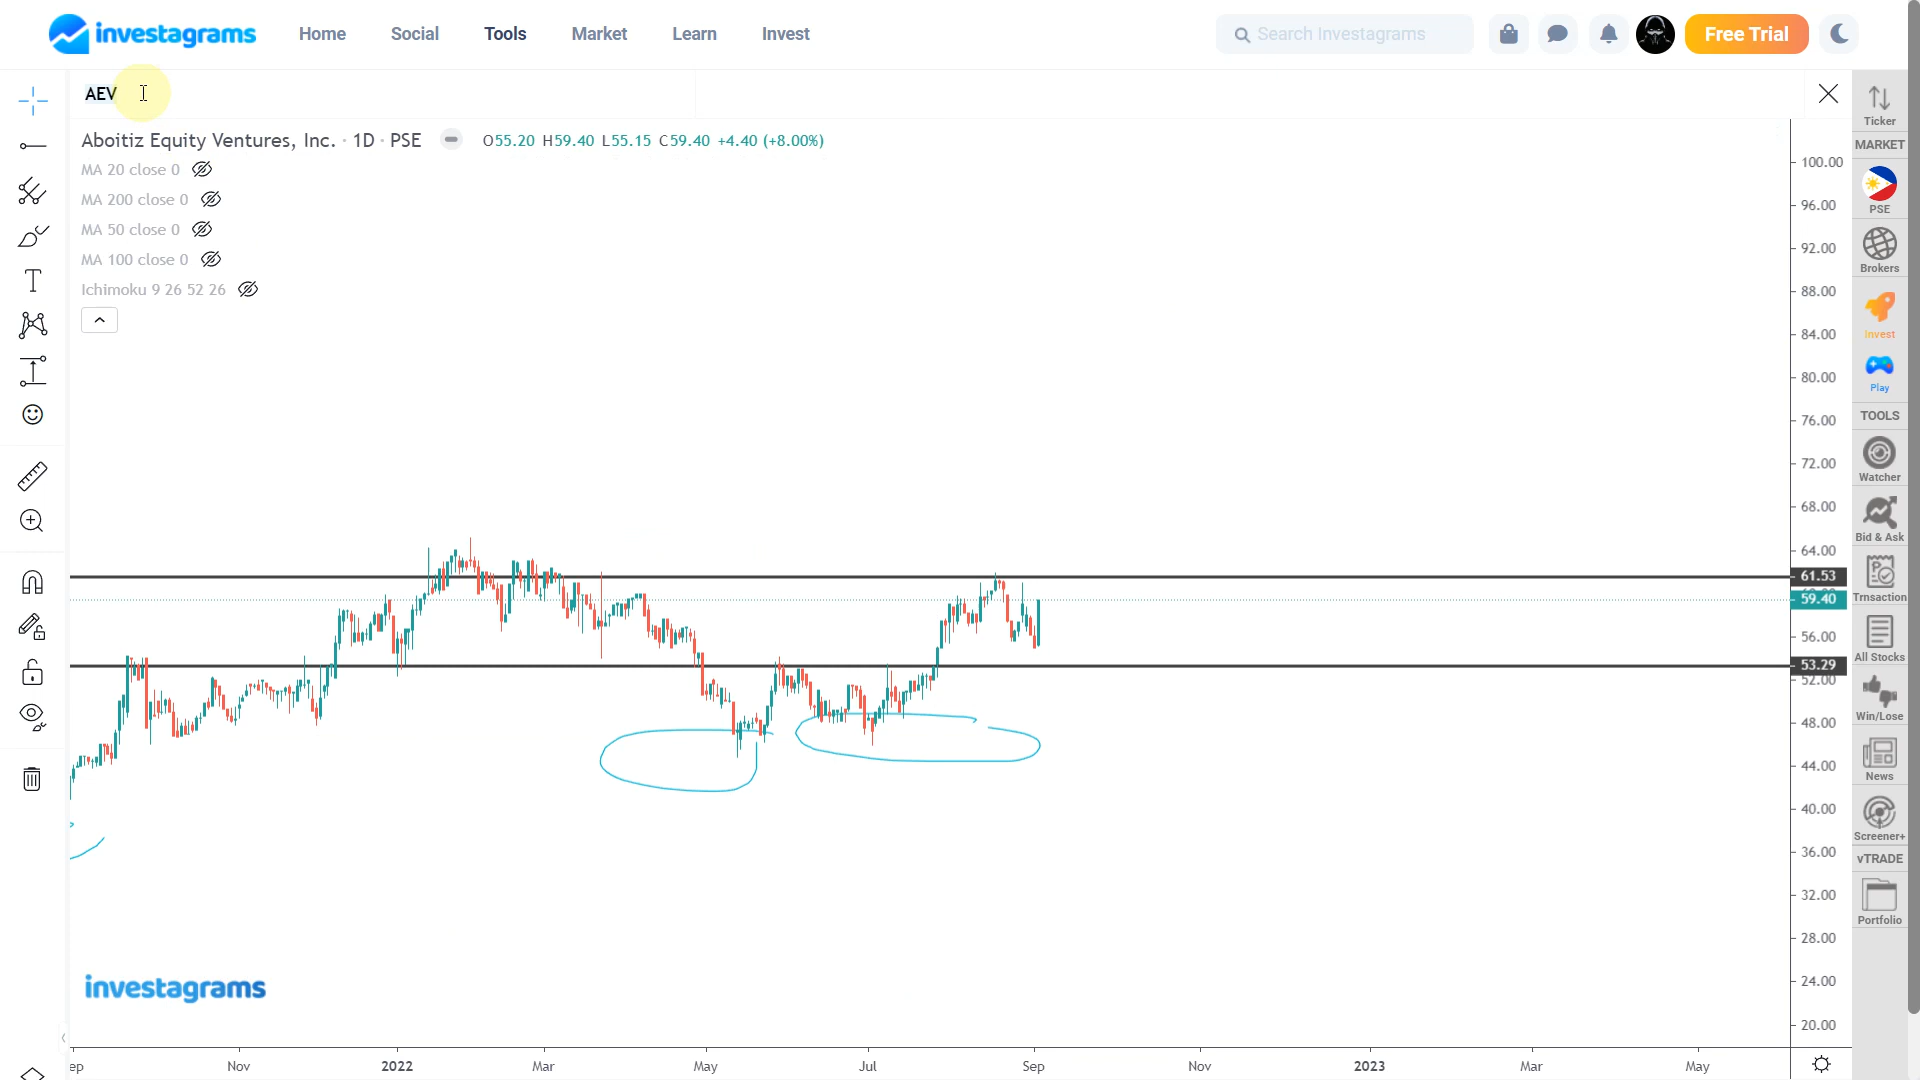 investagrams
Home
Social
Tools
Market
Learn
Invest
Search Investagrams
Free Trial
AEV
Aboitiz Equity Ventures, Inc. · 1D · PSE
O55.20 H59.40 L55.15 C59.40 +4.40 (+8.00%)
MA 20 close 0
MA 200 close 0
MA 50 close 0
MA 100 close 0
Ichimoku 9 26 52 26
100.00
96.00
92.00
88.00
84.00
80.00
76.00
72.00
68.00
64.00
61.53
59.40
56.00
53.29
52.00
48.00
44.00
40.00
36.00
32.00
28.00
24.00
20.00
investagrams
Nov
2022
Mar
May
Jul
Sep
Nov
2023
Mar
May
Ticker
MARKET
PSE
Brokers
Invest
Play
TOOLS
Watcher
Bid & Ask
Trnsaction
All Stocks
Win/Lose
News
Screener+
vTRADE
Portfolio